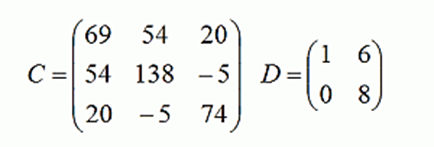 C = ⎛69 54 20⎞
⎜54 138 −5⎟ D = ⎛1 6⎞
⎝20 −5 74⎠ ⎝0 8⎠